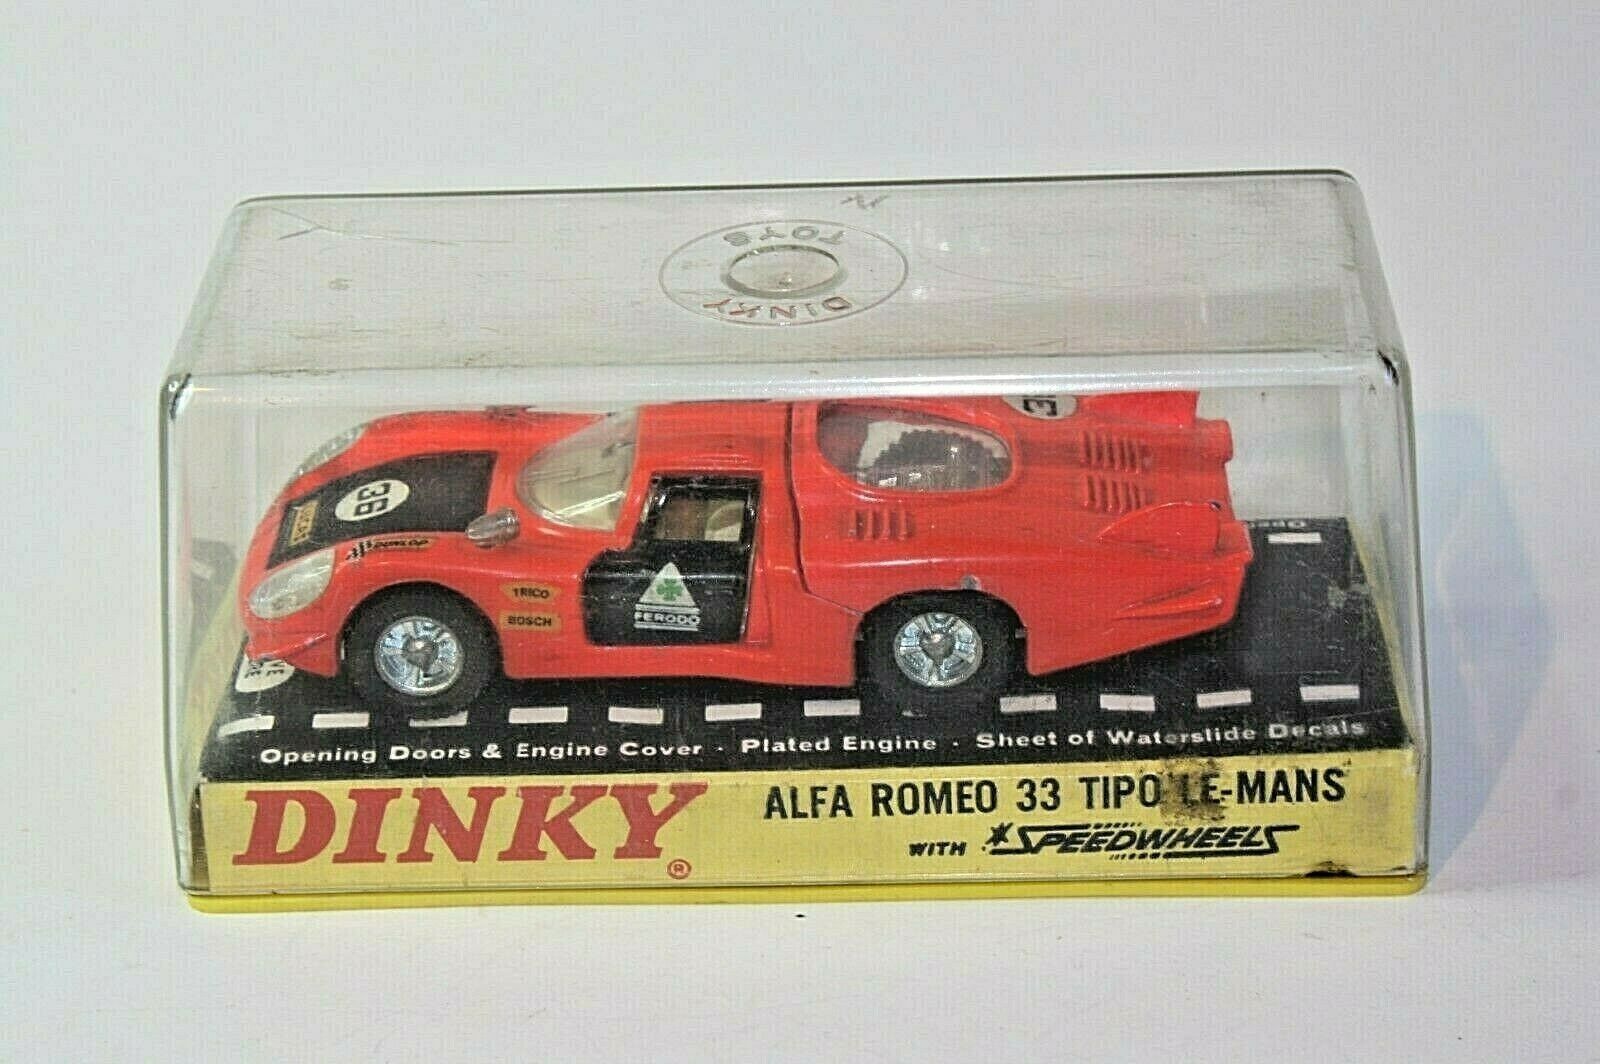 DINKY
TOYS
36
36
DUNLOP
TRICO
BOSCH
FERODO
Opening Doors & Engine Cover · Plated Engine · Sheet of Waterslide Decals
DINKY®
ALFA ROMEO 33 TIPO LE-MANS
WITH *SPEEDWHEELS